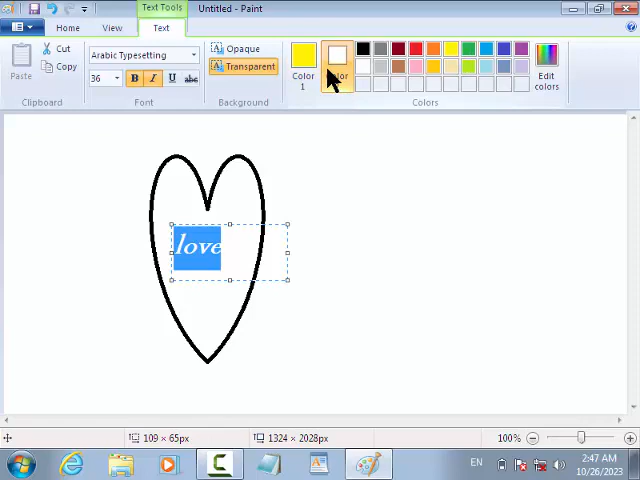 Text Tools
Untitled - Paint
Home
View
Text
Paste
Cut
Copy
Clipboard
Arabic Typesetting
36
B
I
U
abc
Font
Opaque
Transparent
Background
Color
1
Edit
colors
Colors
love
109 × 65px
1324 × 2028px
100%
EN
2:47 AM
10/26/2023